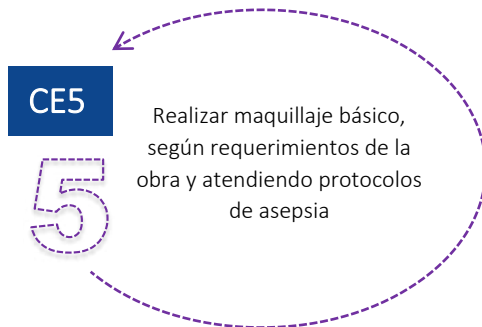 CE5
5
Realizar maquillaje básico,
según requerimientos de la
obra y atendiendo protocolos
de asepsia